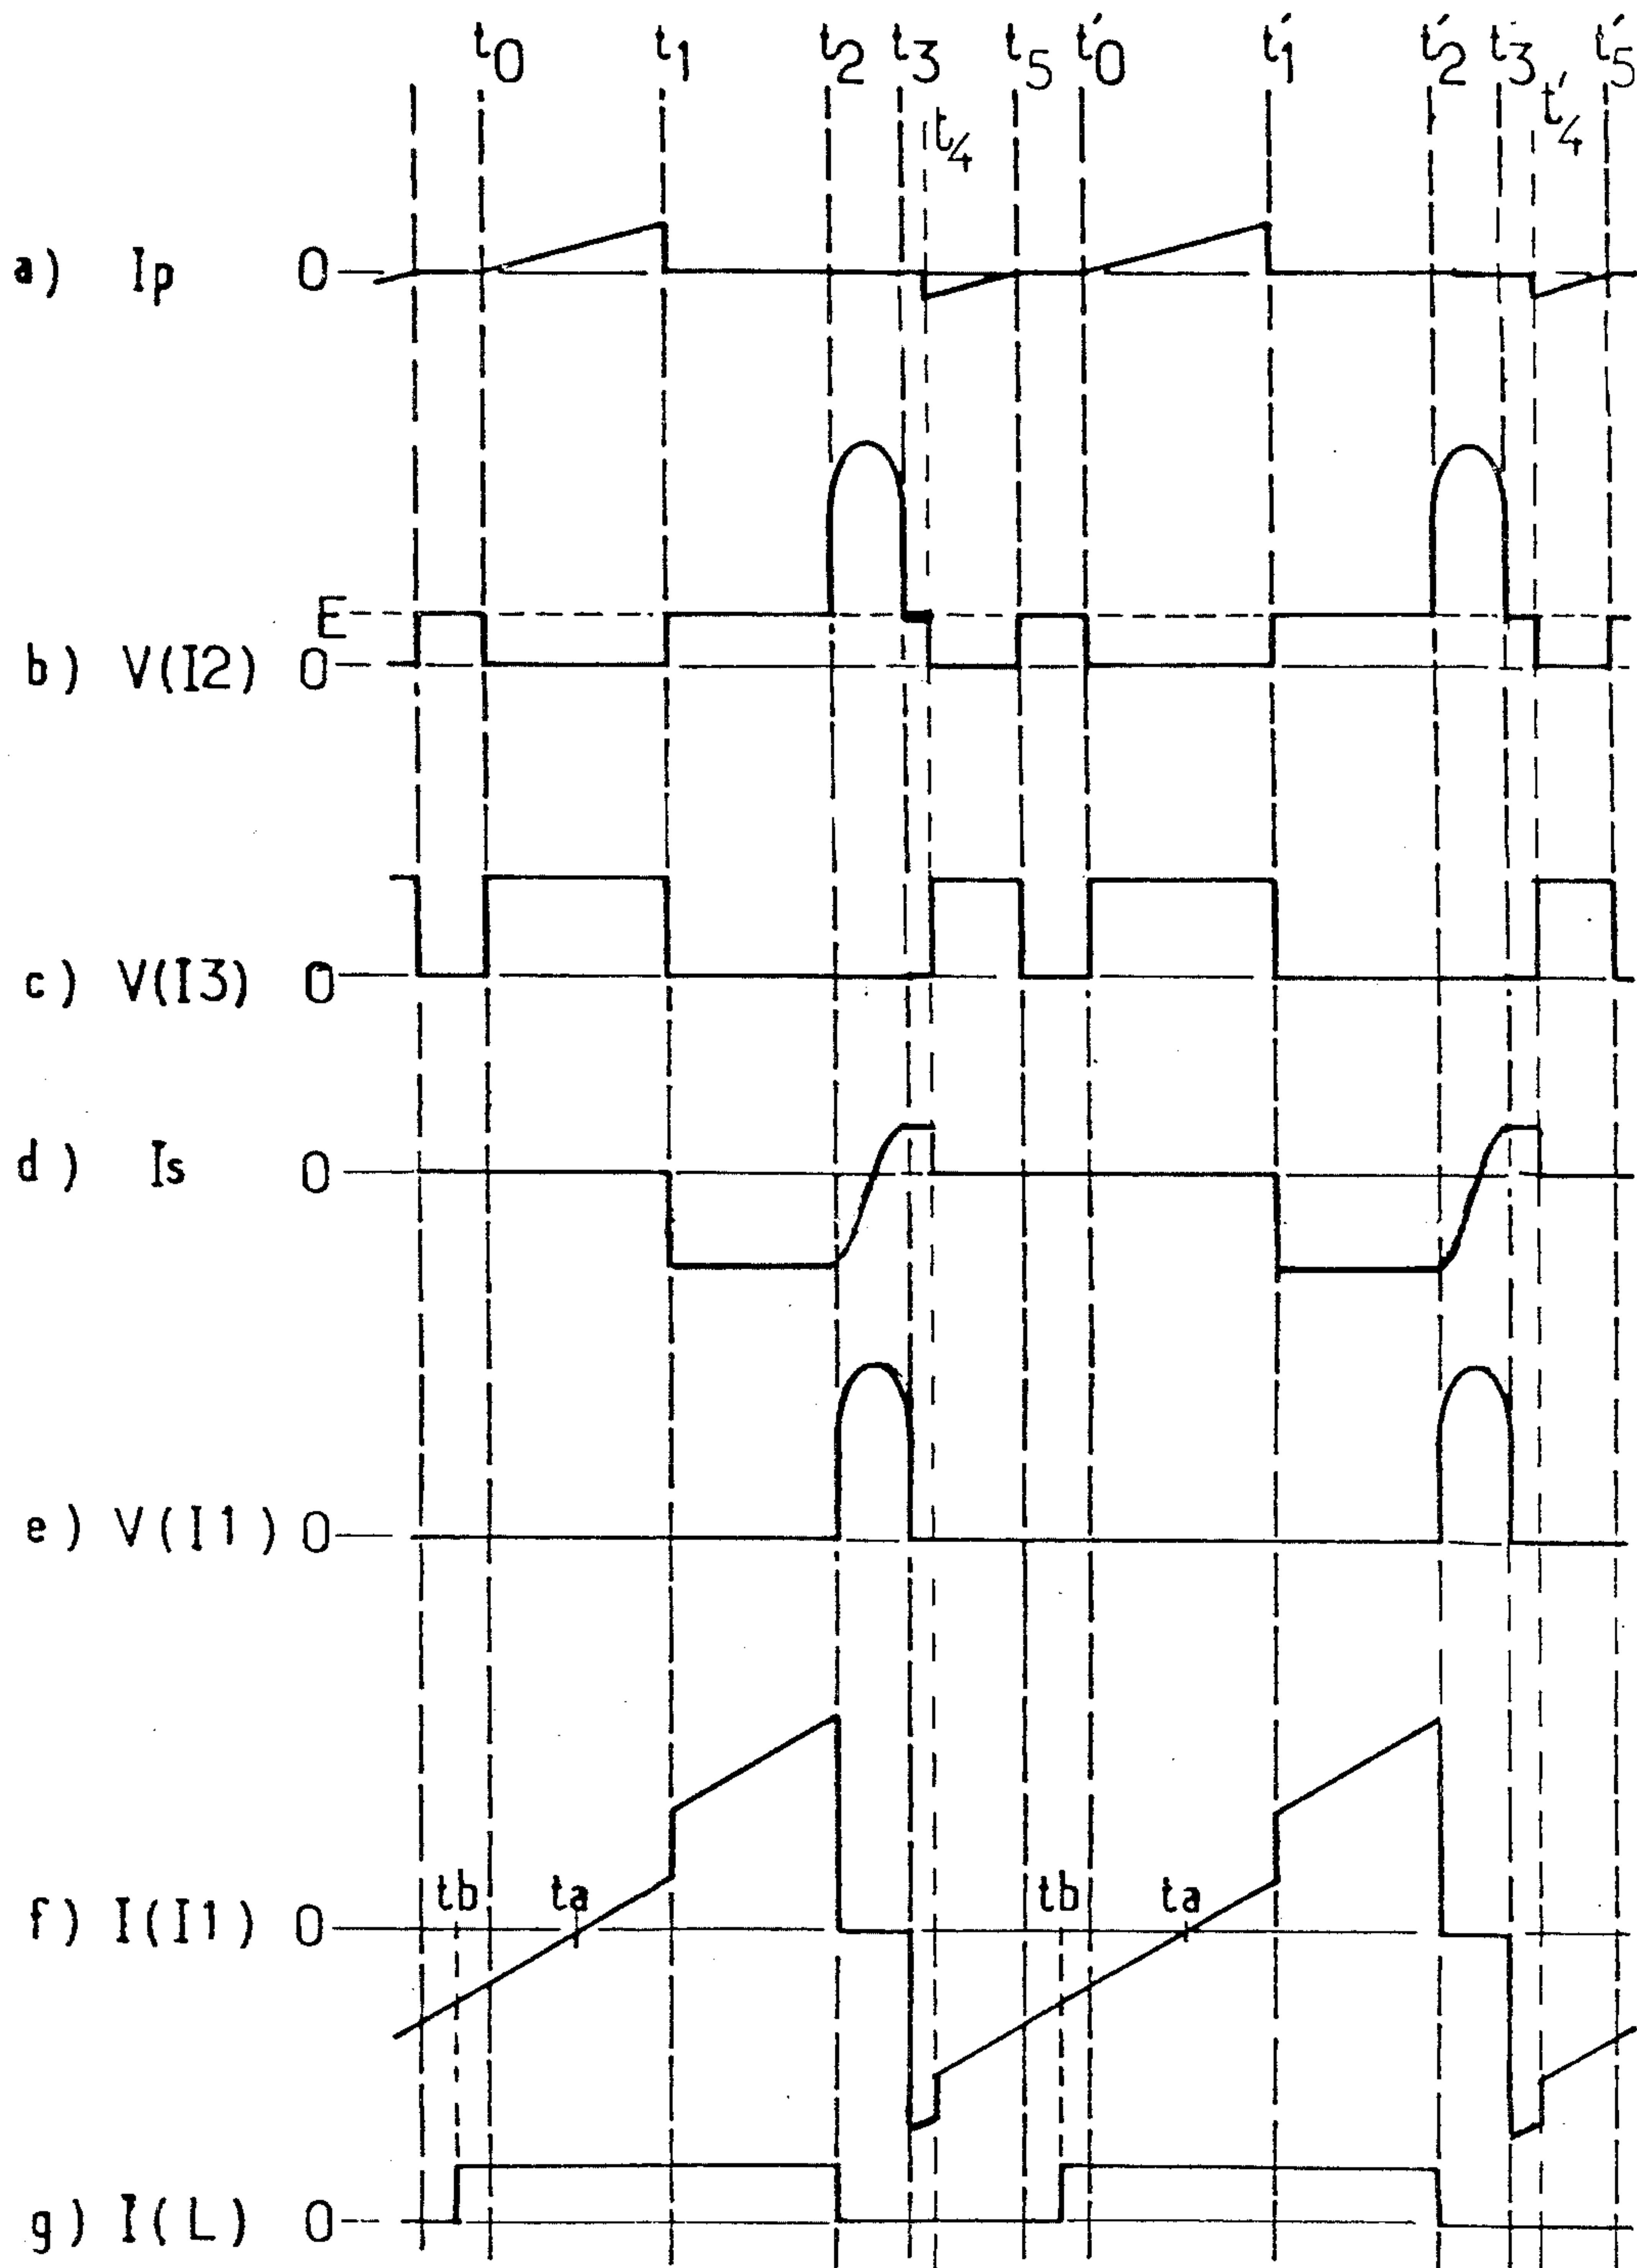 t0 t1 t2 t3 t5 t'0 t'1 t'2 t'3 t'5
t4 t'4
a) Ip 0
E
b) V(I2) 0
c) V(I3) 0
d) Is 0
e) V(I1) 0
tb ta tb ta
f) I(I1) 0
g) I(L) 0